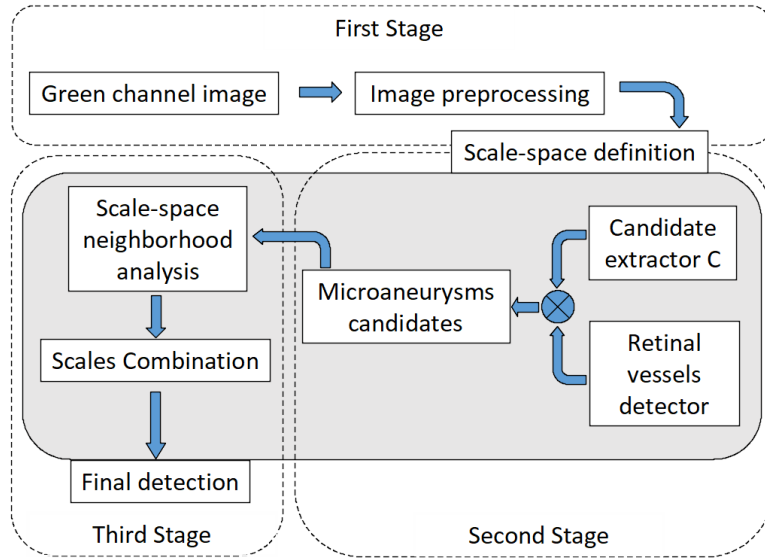 First Stage
Green channel image
Image preprocessing
Scale-space definition
Scale-space
neighborhood
analysis
Candidate
extractor C
Microaneurysms
candidates
Scales Combination
Retinal
vessels
detector
Final detection
Third Stage
Second Stage